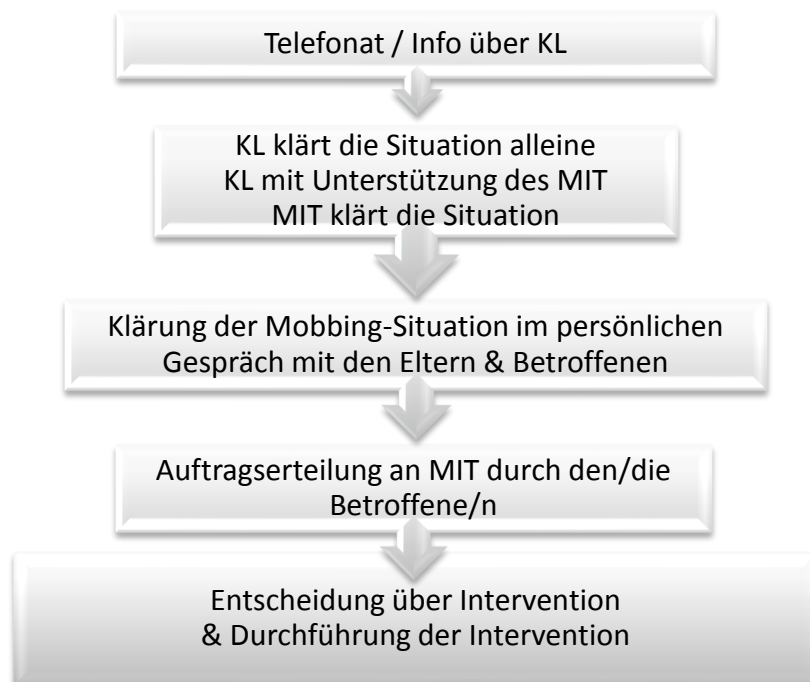 Telefonat / Info über KL
KL klärt die Situation alleine
KL mit Unterstützung des MIT
MIT klärt die Situation
Klärung der Mobbing-Situation im persönlichen
Gespräch mit den Eltern & Betroffenen
Auftragserteilung an MIT durch den/die
Betroffene/n
Entscheidung über Intervention
& Durchführung der Intervention